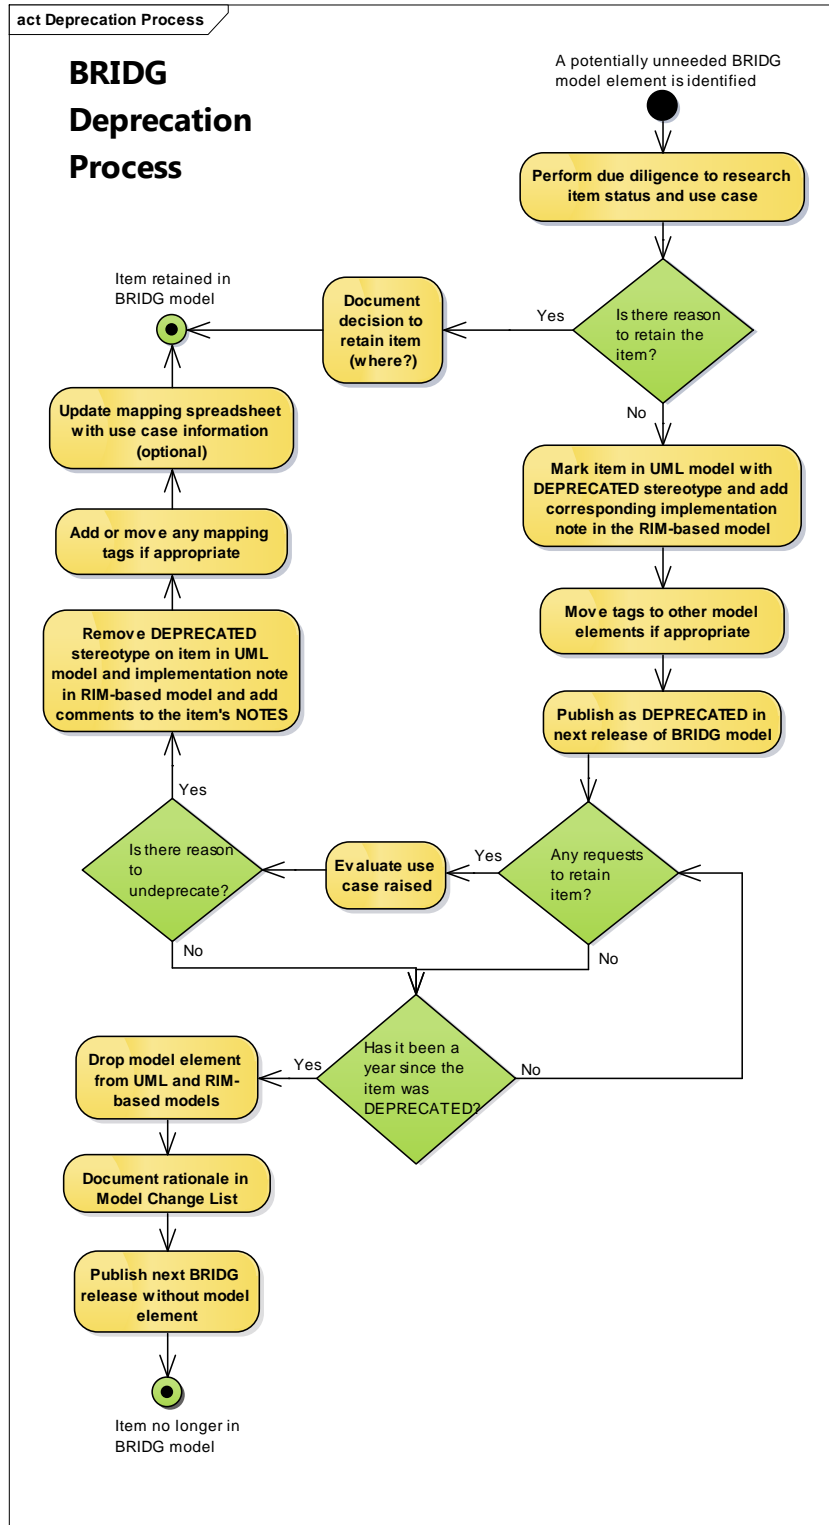 act Deprecation Process
BRIDG
Deprecation
Process
A potentially unneeded BRIDG
model element is identified
Perform due diligence to research
item status and use case
Is there reason
to retain the
item?
Yes
Document
decision to
retain item
(where?)
Item retained in
BRIDG model
No
Mark item in UML model with
DEPRECATED stereotype and add
corresponding implementation
note in the RIM-based model
Move tags to other model
elements if appropriate
Publish as DEPRECATED in
next release of BRIDG model
Any requests
to retain
item?
Yes
Evaluate use
case raised
Is there reason
to
undeprecate?
Yes
Remove DEPRECATED
stereotype on item in UML
model and implementation note
in RIM-based model and add
comments to the item's NOTES
Add or move any mapping
tags if appropriate
Update mapping spreadsheet
with use case information
(optional)
No
No
Has it been a
year since the
item was
DEPRECATED?
No
Yes
Drop model element
from UML and RIM-
based models
Document rationale in
Model Change List
Publish next BRIDG
release without model
element
Item no longer in
BRIDG model